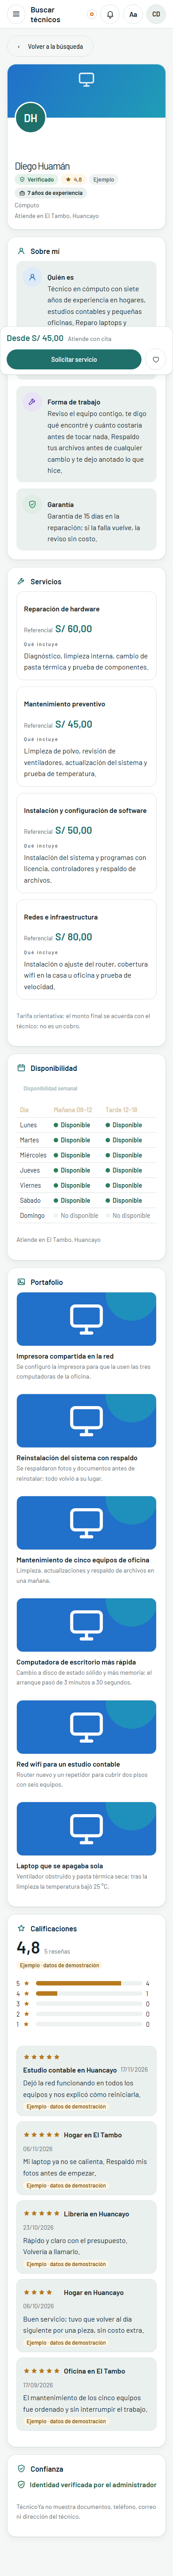 Buscar técnicos
Aa
CD
Volver a la búsqueda
DH
Diego Huamán
Verificado
4,8
Ejemplo
7 años de experiencia
Cómputo
Atiende en El Tambo, Huancayo
Sobre mí
Quién es
Técnico en cómputo con siete
años de experiencia en hogares,
estudios contables y pequeñas
oficinas. Reparo laptops y
Desde S/ 45,00 Atiende con cita
Solicitar servicio
Forma de trabajo
Reviso el equipo contigo, te digo
qué encontré y cuánto costaría
antes de tocar nada. Respaldo
tus archivos antes de cualquier
cambio y te dejo anotado lo que
hice.
Garantía
Garantía de 15 días en la
reparación; si la falla vuelve, la
reviso sin costo.
Servicios
Reparación de hardware
Referencial S/ 60,00
Qué incluye
Diagnóstico, limpieza interna, cambio de
pasta térmica y prueba de componentes.
Mantenimiento preventivo
Referencial S/ 45,00
Qué incluye
Limpieza de polvo, revisión de
ventiladores, actualización del sistema y
prueba de temperatura.
Instalación y configuración de software
Referencial S/ 50,00
Qué incluye
Instalación del sistema y programas con
licencia, controladores y respaldo de
archivos.
Redes e infraestructura
Referencial S/ 80,00
Qué incluye
Instalación o ajuste del router, cobertura
wifi en la casa u oficina y prueba de
velocidad.
Tarifa orientativa: el monto final se acuerda con el
técnico; no es un cobro.
Disponibilidad
Disponibilidad semanal
Día Mañana 08–12 Tarde 12–18
Lunes Disponible Disponible
Martes Disponible Disponible
Miércoles Disponible Disponible
Jueves Disponible Disponible
Viernes Disponible Disponible
Sábado Disponible Disponible
Domingo No disponible No disponible
Atiende en El Tambo, Huancayo
Portafolio
Impresora compartida en la red
Se configuró la impresora para que la usen las tres
computadoras de la oficina.
Reinstalación del sistema con respaldo
Se respaldaron fotos y documentos antes de
reinstalar; todo volvió a su lugar.
Mantenimiento de cinco equipos de oficina
Limpieza, actualizaciones y respaldo de archivos en
una mañana.
Computadora de escritorio más rápida
Cambio a disco de estado sólido y más memoria: el
arranque pasó de 3 minutos a 30 segundos.
Red wifi para un estudio contable
Router nuevo y un repetidor para cubrir dos pisos
con seis equipos.
Laptop que se apagaba sola
Ventilador obstruido y pasta térmica seca; tras la
limpieza la temperatura bajó 25 °C.
Calificaciones
4,8 5 reseñas
Ejemplo · datos de demostración
5 4
4 1
3 0
2 0
1 0
Estudio contable en Huancayo 17/11/2026
Dejó la red funcionando en todos los
equipos y nos explicó cómo reiniciarla.
Ejemplo · datos de demostración
Hogar en El Tambo
06/11/2026
Mi laptop ya no se calienta. Respaldó mis
fotos antes de empezar.
Ejemplo · datos de demostración
Librería en Huancayo
23/10/2026
Rápido y claro con el presupuesto.
Volvería a llamarlo.
Ejemplo · datos de demostración
Hogar en Huancayo
06/10/2026
Buen servicio; tuvo que volver al día
siguiente por una pieza, sin costo extra.
Ejemplo · datos de demostración
Oficina en El Tambo
17/09/2026
El mantenimiento de los cinco equipos
fue ordenado y sin interrumpir el trabajo.
Ejemplo · datos de demostración
Confianza
Identidad verificada por el administrador
TécnicoYa no muestra documentos, teléfono, correo
ni dirección del técnico.